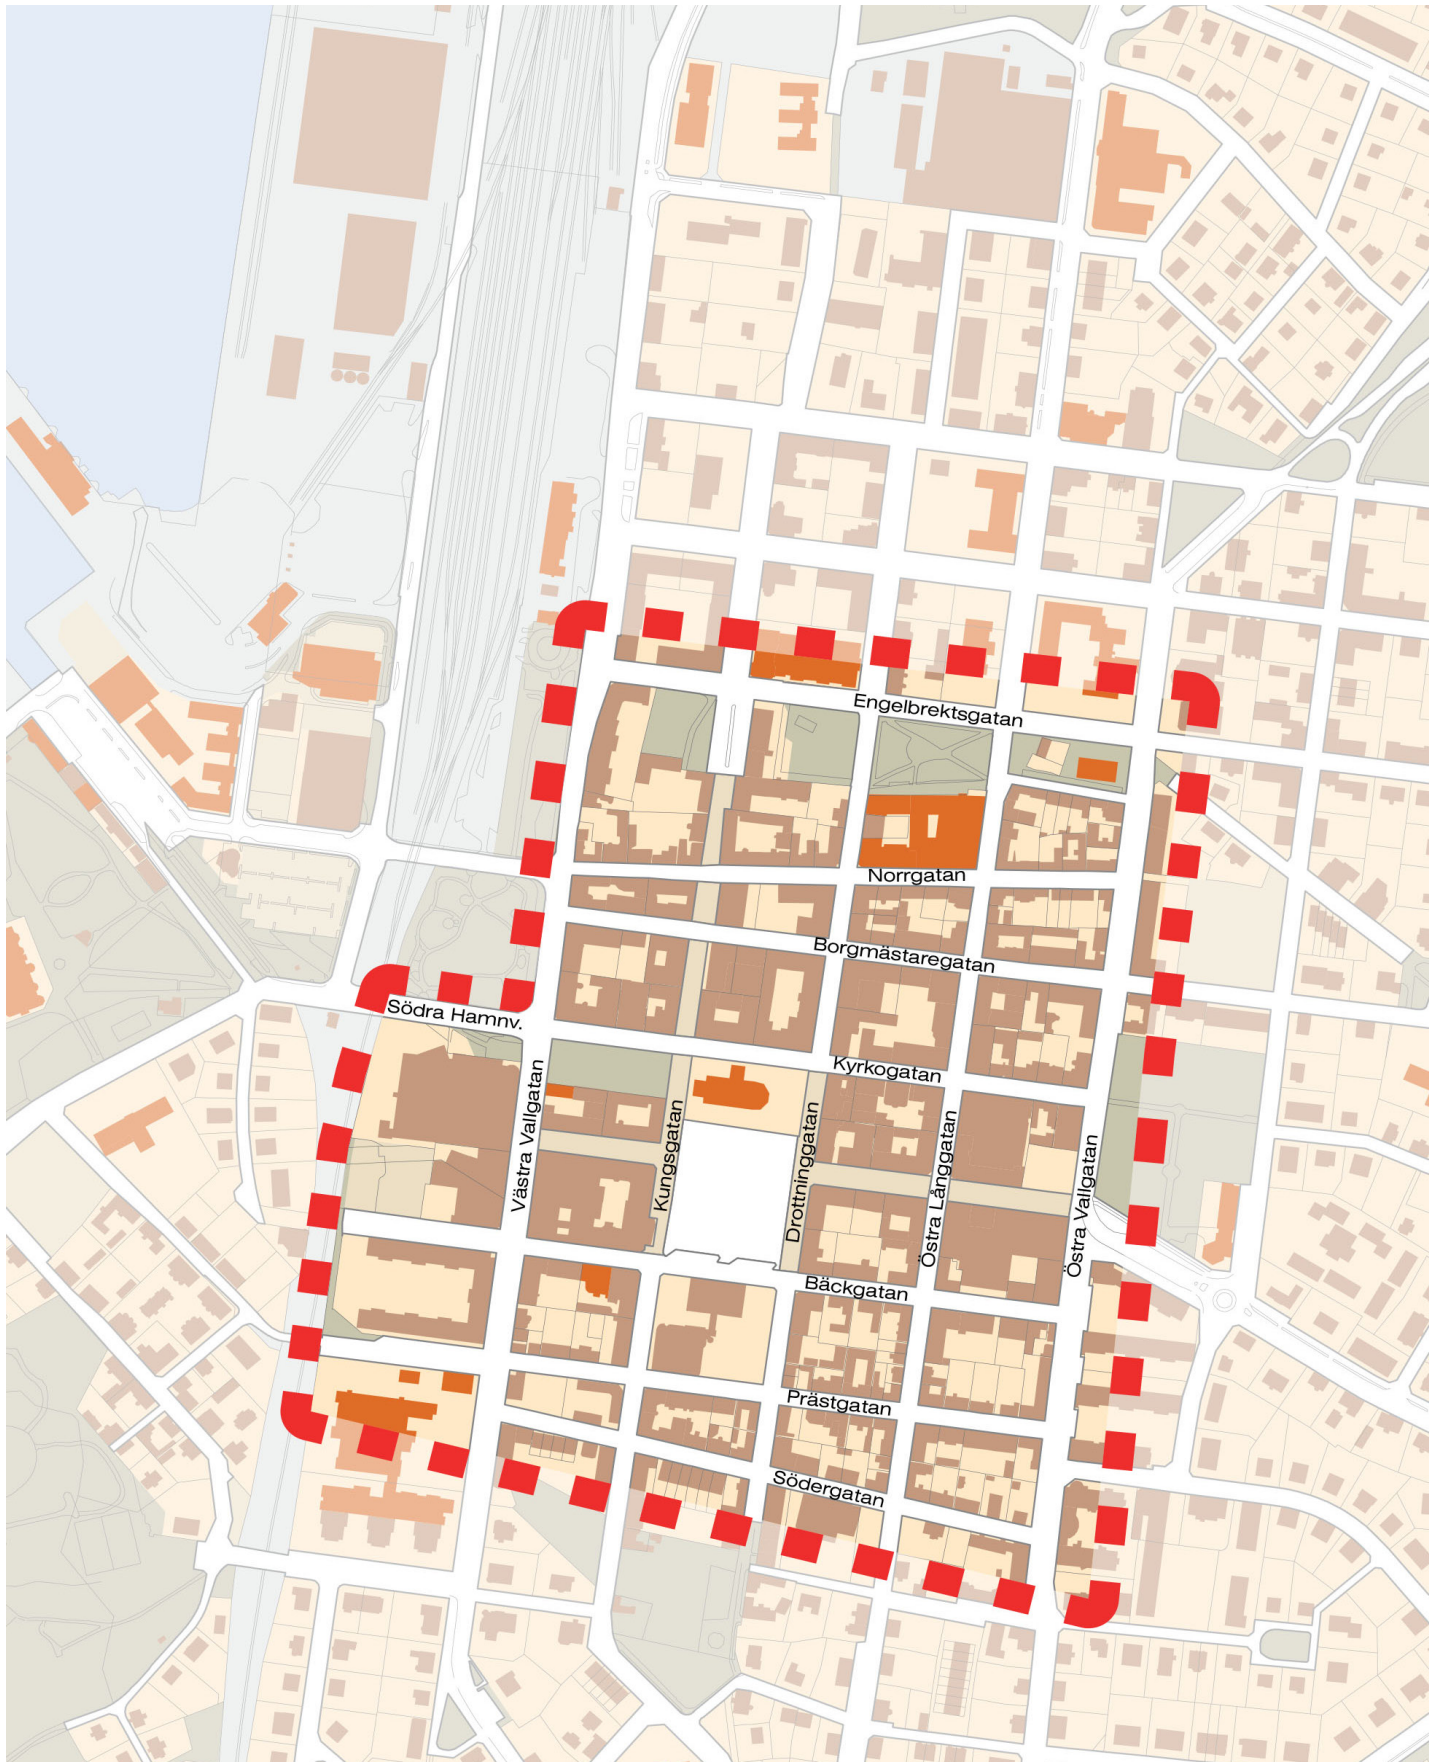 Engelbrektsgatan
Norrgatan
Borgmästaregatan
Södra Hamnv.
Kyrkogatan
Västra Vallgatan
Kungsgatan
Drottninggatan
Östra Långgatan
Östra Vallgatan
Bäckgatan
Prästgatan
Södergatan